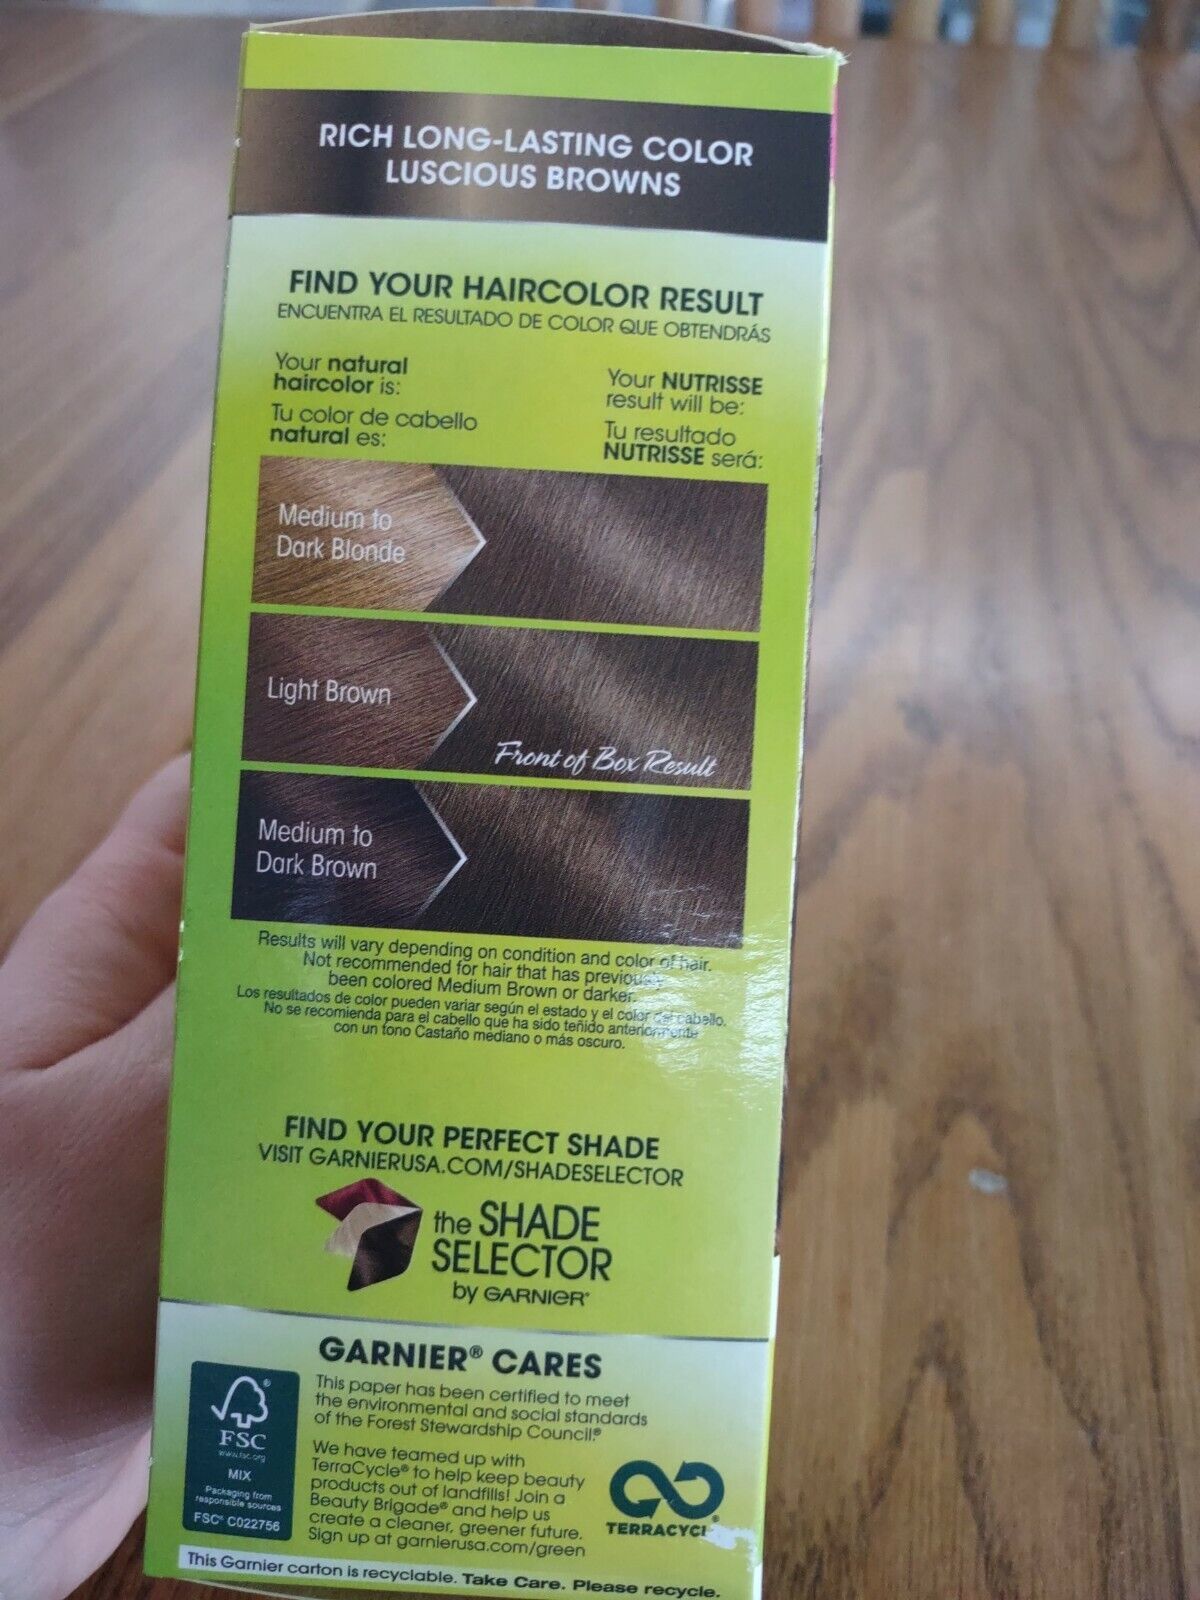 RICH LONG-LASTING COLOR
LUSCIOUS BROWNS
FIND YOUR HAIRCOLOR RESULT
ENCUENTRA EL RESULTADO DE COLOR QUE OBTENDRÁS
Your natural
haircolor is:
Tu color de cabello
natural es:
Your NUTRISSE
result will be:
Tu resultado
NUTRISSE será:
Medium to
Dark Blonde
Light Brown
Front of Box Result
Medium to
Dark Brown
Results will vary depending on condition and color of hair.
Not recommended for hair that has previously
been colored Medium Brown or darker.
Los resultados de color pueden variar según el estado y el color del cabello.
No se recomienda para el cabello que ha sido teñido anteriormente
con un tono Castaño mediano o más oscuro.
FIND YOUR PERFECT SHADE
VISIT GARNIERUSA.COM/SHADESELECTOR
the SHADE
SELECTOR
by GARNIER®
GARNIER® CARES
This paper has been certified to meet
the environmental and social standards
of the Forest Stewardship Council.®
We have teamed up with
TerraCycle® to help keep beauty
products out of landfills! Join a
Beauty Brigade® and help us
create a cleaner, greener future.
Sign up at garnierusa.com/green
®
FSC
www.fsc.org
MIX
Packaging from
responsible sources
FSC® C022756
TERRACYCL®
This Garnier carton is recyclable. Take Care. Please recycle.